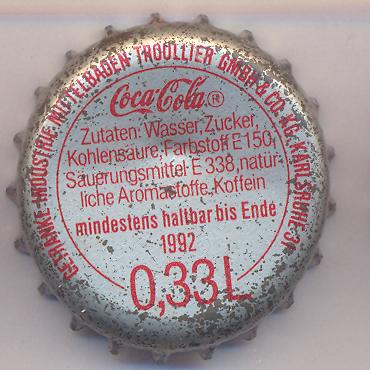 GETRÄNKE-INDUSTRIE MITTELBADEN TROOLLIER GMBH & CO. KG, KARLSRUHE 31
Coca-Cola®
Zutaten: Wasser, Zucker,
Kohlensäure, Farbstoff E 150,
Säuerungsmittel E 338, natür-
liche Aromastoffe, Koffein
mindestens haltbar bis Ende
1992
0,33L